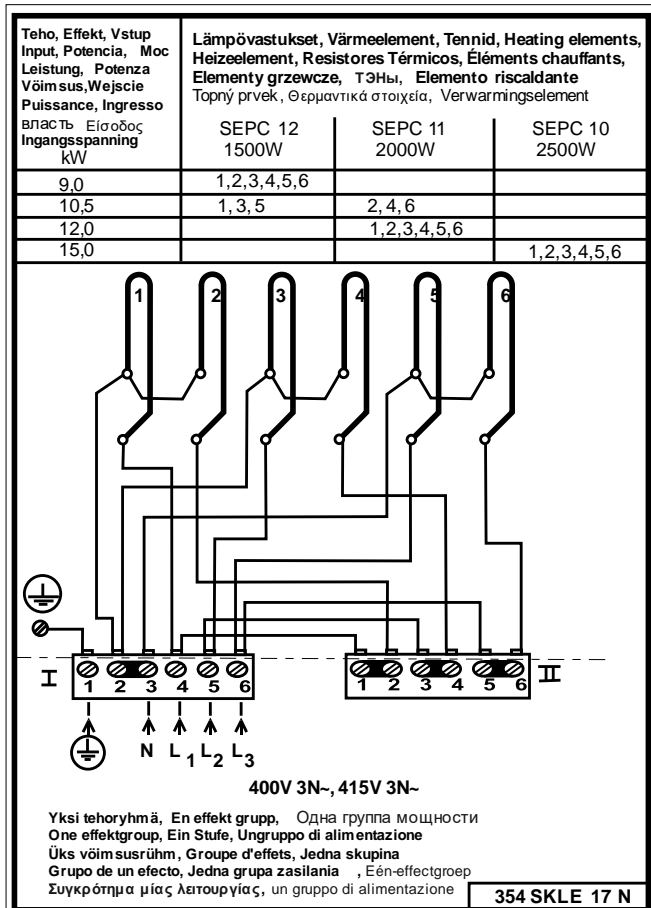 Teho, Effekt, Vstup
Input, Potencia, Moc
Leistung, Potenza
Vöimsus,Wejscie
Puissance, Ingresso
власть Είσοδος
Ingangsspanning
kW
Lämpövastukset, Värmeelement, Tennid, Heating elements,
Heizeelement, Resistores Térmicos, Éléments chauffants,
Elementy grzewcze, ТЭНы, Elemento riscaldante
Topný prvek, Θερμαντικά στοιχεία, Verwarmingselement
SEPC 12 SEPC 11 SEPC 10
1500W 2000W 2500W
9,0 1,2,3,4,5,6
10,5 1, 3, 5 2, 4, 6
12,0 1,2,3,4,5,6
15,0 1,2,3,4,5,6
1 2 3 4 5 6
I 1 2 3 4 5 6 1 2 3 4 5 6 II
N L1 L2 L3
400V 3N~, 415V 3N~
Yksi tehoryhmä, En effekt grupp, Одна группа мощности
One effektgroup, Ein Stufe, Ungruppo di alimentazione
Üks vöimsusrühm, Groupe d'effets, Jedna skupina
Grupo de un efecto, Jedna grupa zasilania , Eén-effectgroep
Συγκρότημα μίας λειτουργίας, un gruppo di alimentazione
354 SKLE 17 N